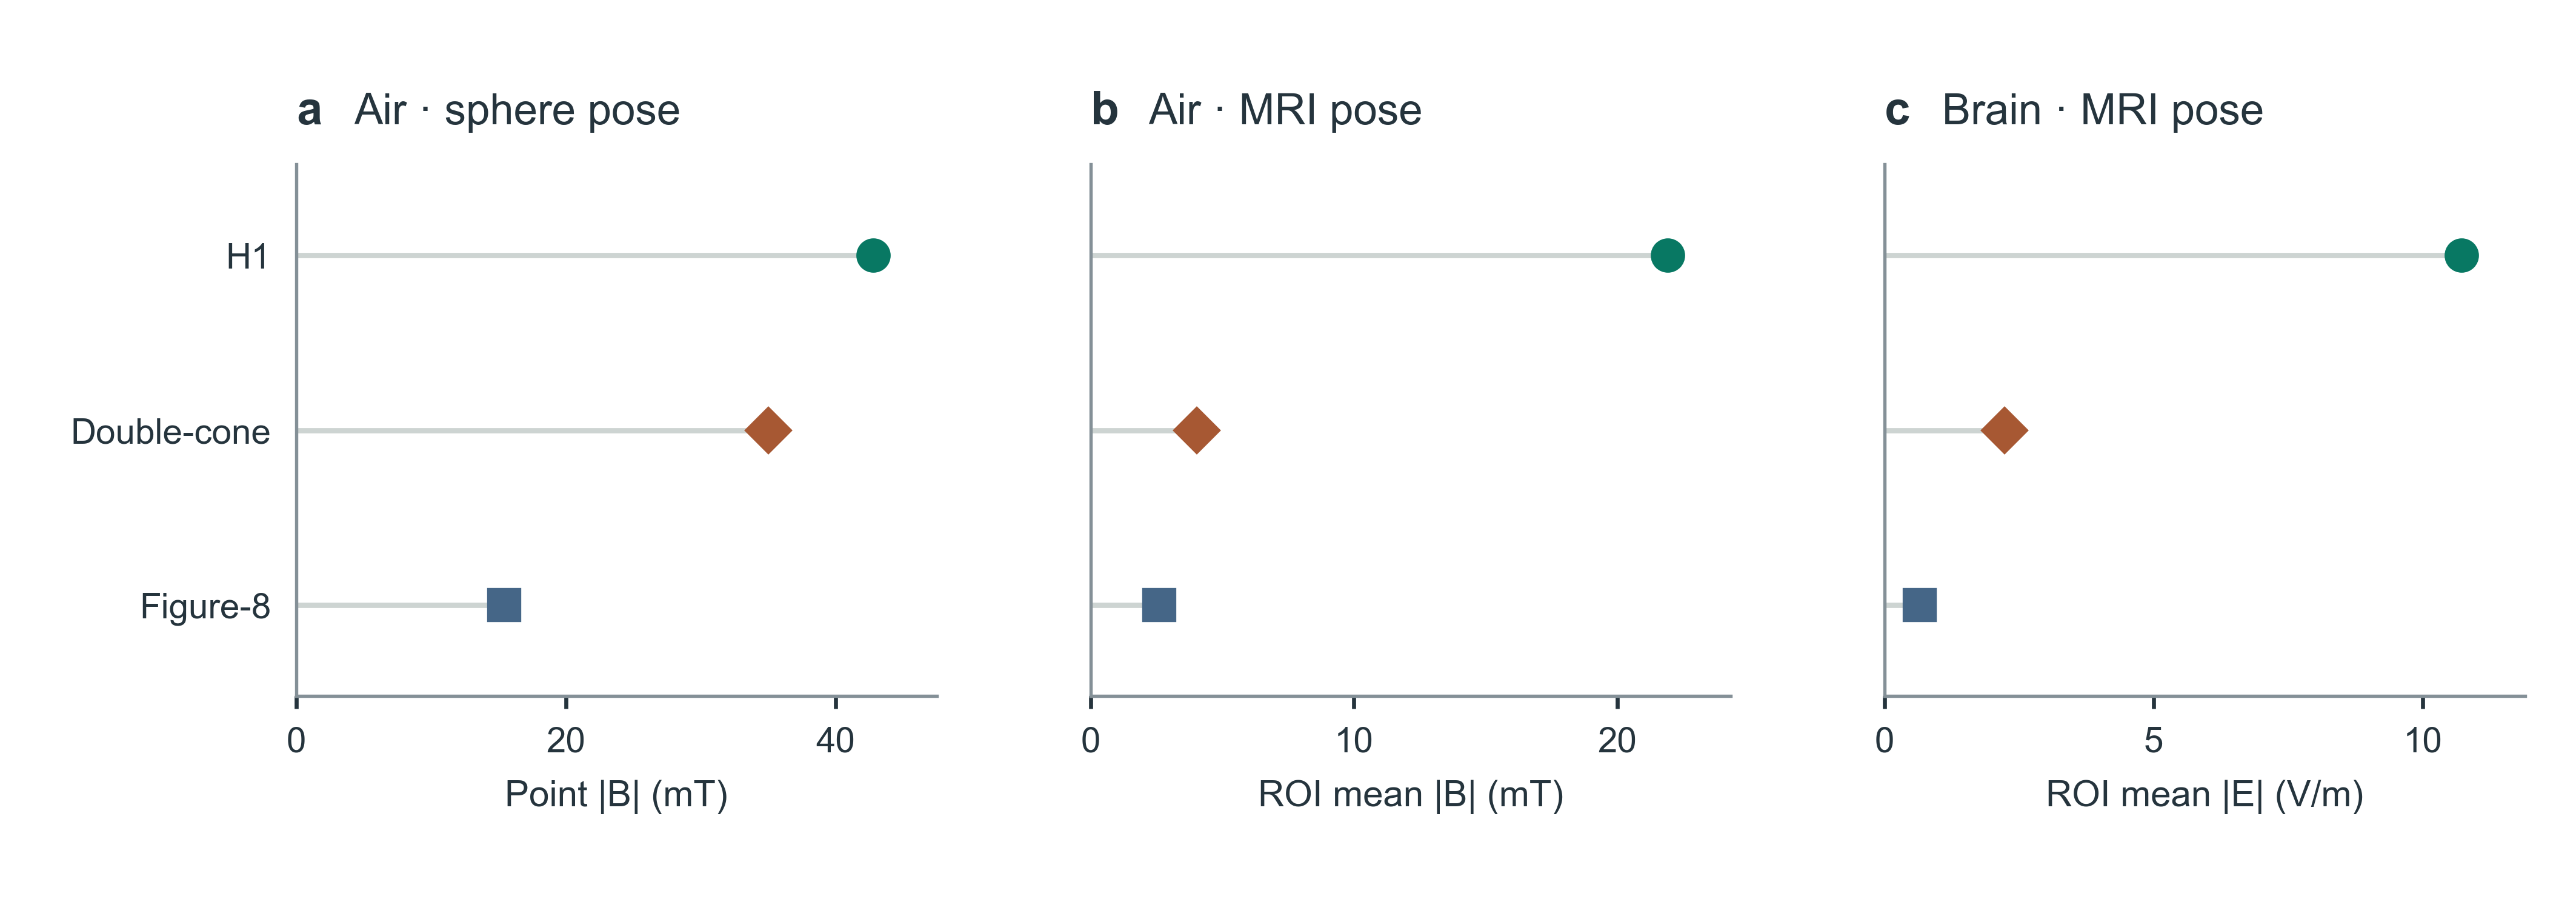 a Air · sphere pose
b Air · MRI pose
c Brain · MRI pose
H1
Double-cone
Figure-8
0 20 40
0 10 20
0 5 10
Point |B| (mT)
ROI mean |B| (mT)
ROI mean |E| (V/m)